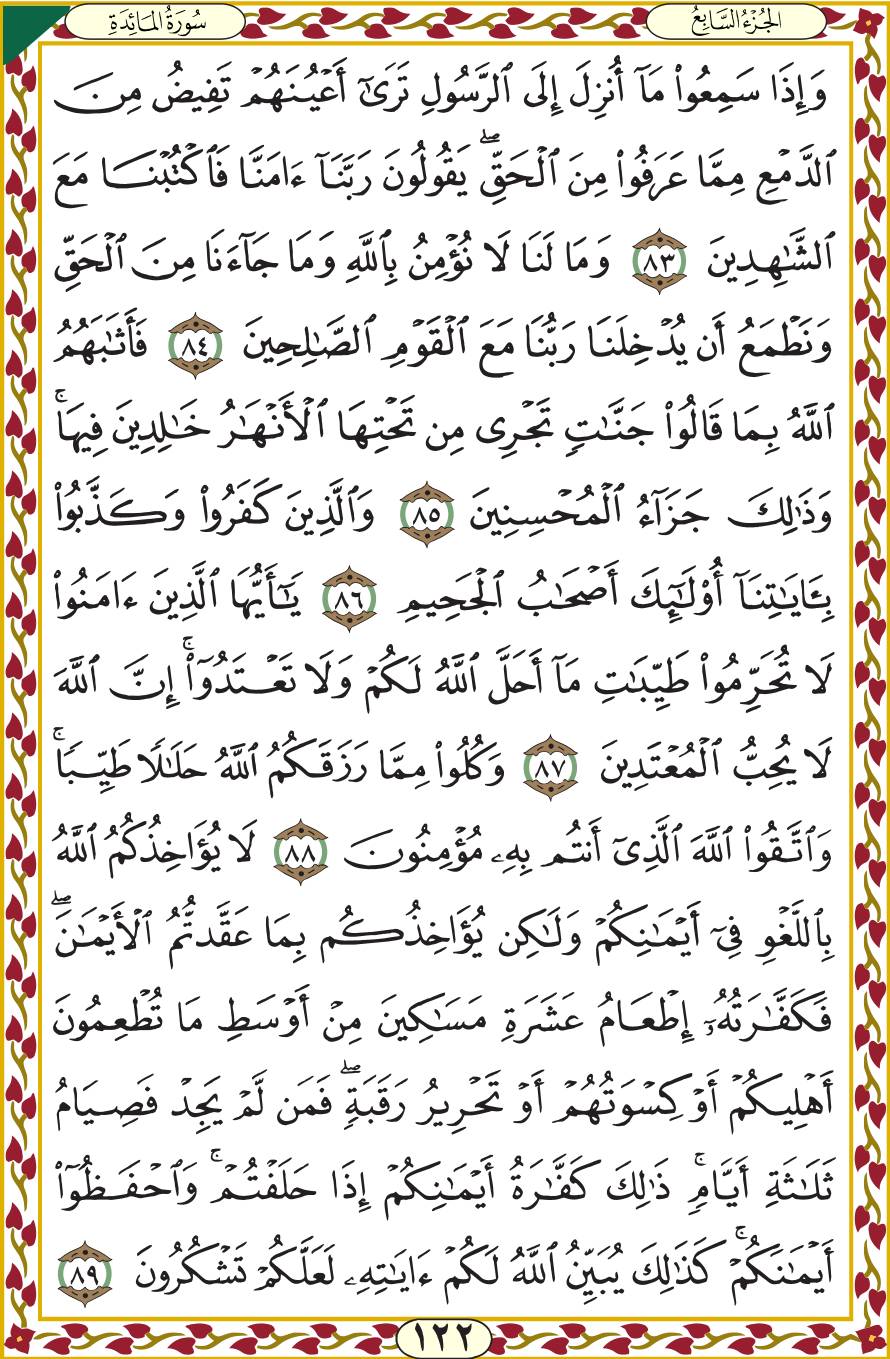 الجُزْءُ السَّابِعُ
سُورَةُ المَائِدَةِ
وَإِذَا سَمِعُواْ مَآ أُنزِلَ إِلَى ٱلرَّسُولِ تَرَىٰٓ أَعۡيُنَهُمۡ تَفِيضُ مِنَ
ٱلدَّمۡعِ مِمَّا عَرَفُواْ مِنَ ٱلۡحَقِّۖ يَقُولُونَ رَبَّنَآ ءَامَنَّا فَٱكۡتُبۡنَا مَعَ
ٱلشَّٰهِدِينَ ٨٣ وَمَا لَنَا لَا نُؤۡمِنُ بِٱللَّهِ وَمَا جَآءَنَا مِنَ ٱلۡحَقِّ
وَنَطۡمَعُ أَن يُدۡخِلَنَا رَبُّنَا مَعَ ٱلۡقَوۡمِ ٱلصَّٰلِحِينَ ٨٤ فَأَثَٰبَهُمُ
ٱللَّهُ بِمَا قَالُواْ جَنَّٰتٖ تَجۡرِي مِن تَحۡتِهَا ٱلۡأَنۡهَٰرُ خَٰلِدِينَ فِيهَاۚ
وَذَٰلِكَ جَزَآءُ ٱلۡمُحۡسِنِينَ ٨٥ وَٱلَّذِينَ كَفَرُواْ وَكَذَّبُواْ
بِـَٔايَٰتِنَآ أُوْلَٰٓئِكَ أَصۡحَٰبُ ٱلۡجَحِيمِ ٨٦ يَٰٓأَيُّهَا ٱلَّذِينَ ءَامَنُواْ
لَا تُحَرِّمُواْ طَيِّبَٰتِ مَآ أَحَلَّ ٱللَّهُ لَكُمۡ وَلَا تَعۡتَدُوٓاْۚ إِنَّ ٱللَّهَ
لَا يُحِبُّ ٱلۡمُعۡتَدِينَ ٨٧ وَكُلُواْ مِمَّا رَزَقَكُمُ ٱللَّهُ حَلَٰلٗا طَيِّبٗاۚ
وَٱتَّقُواْ ٱللَّهَ ٱلَّذِيٓ أَنتُم بِهِۦ مُؤۡمِنُونَ ٨٨ لَا يُؤَاخِذُكُمُ ٱللَّهُ
بِٱللَّغۡوِ فِيٓ أَيۡمَٰنِكُمۡ وَلَٰكِن يُؤَاخِذُكُم بِمَا عَقَّدتُّمُ ٱلۡأَيۡمَٰنَۖ
فَكَفَّٰرَتُهُۥٓ إِطۡعَامُ عَشَرَةِ مَسَٰكِينَ مِنۡ أَوۡسَطِ مَا تُطۡعِمُونَ
أَهۡلِيكُمۡ أَوۡ كِسۡوَتُهُمۡ أَوۡ تَحۡرِيرُ رَقَبَةٖۖ فَمَن لَّمۡ يَجِدۡ فَصِيَامُ
ثَلَٰثَةِ أَيَّامٖۚ ذَٰلِكَ كَفَّٰرَةُ أَيۡمَٰنِكُمۡ إِذَا حَلَفۡتُمۡۚ وَٱحۡفَظُوٓاْ
أَيۡمَٰنَكُمۡۚ كَذَٰلِكَ يُبَيِّنُ ٱللَّهُ لَكُمۡ ءَايَٰتِهِۦ لَعَلَّكُمۡ تَشۡكُرُونَ ٨٩
١٢٢